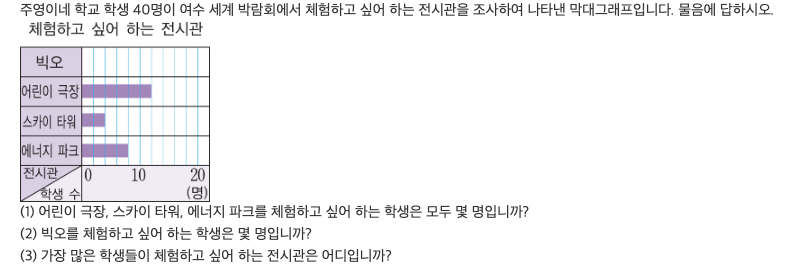 주영이네 학교 학생 40명이 여수 세계 박람회에서 체험하고 싶어 하는 전시관을 조사하여 나타낸 막대그래프입니다. 물음에 답하시오.
체험하고 싶어 하는 전시관
빅오
어린이 극장
스카이 타워
에너지 파크
전시관 0 10 20
학생 수 (명)
(1) 어린이 극장, 스카이 타워, 에너지 파크를 체험하고 싶어 하는 학생은 모두 몇 명입니까?
(2) 빅오를 체험하고 싶어 하는 학생은 몇 명입니까?
(3) 가장 많은 학생들이 체험하고 싶어 하는 전시관은 어디입니까?